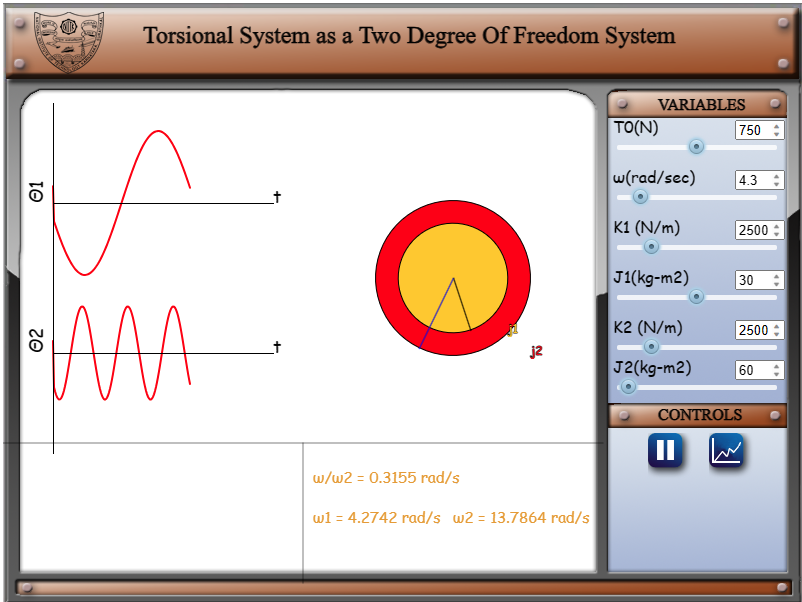 Torsional System as a Two Degree Of Freedom System
VARIABLES
T0(N)
750
ω(rad/sec)
4.3
K1 (N/m)
2500
J1(kg-m2)
30
K2 (N/m)
2500
J2(kg-m2)
60
CONTROLS
Θ1
t
Θ2
t
j1
j2
ω/ω2 = 0.3155 rad/s
ω1 = 4.2742 rad/s ω2 = 13.7864 rad/s